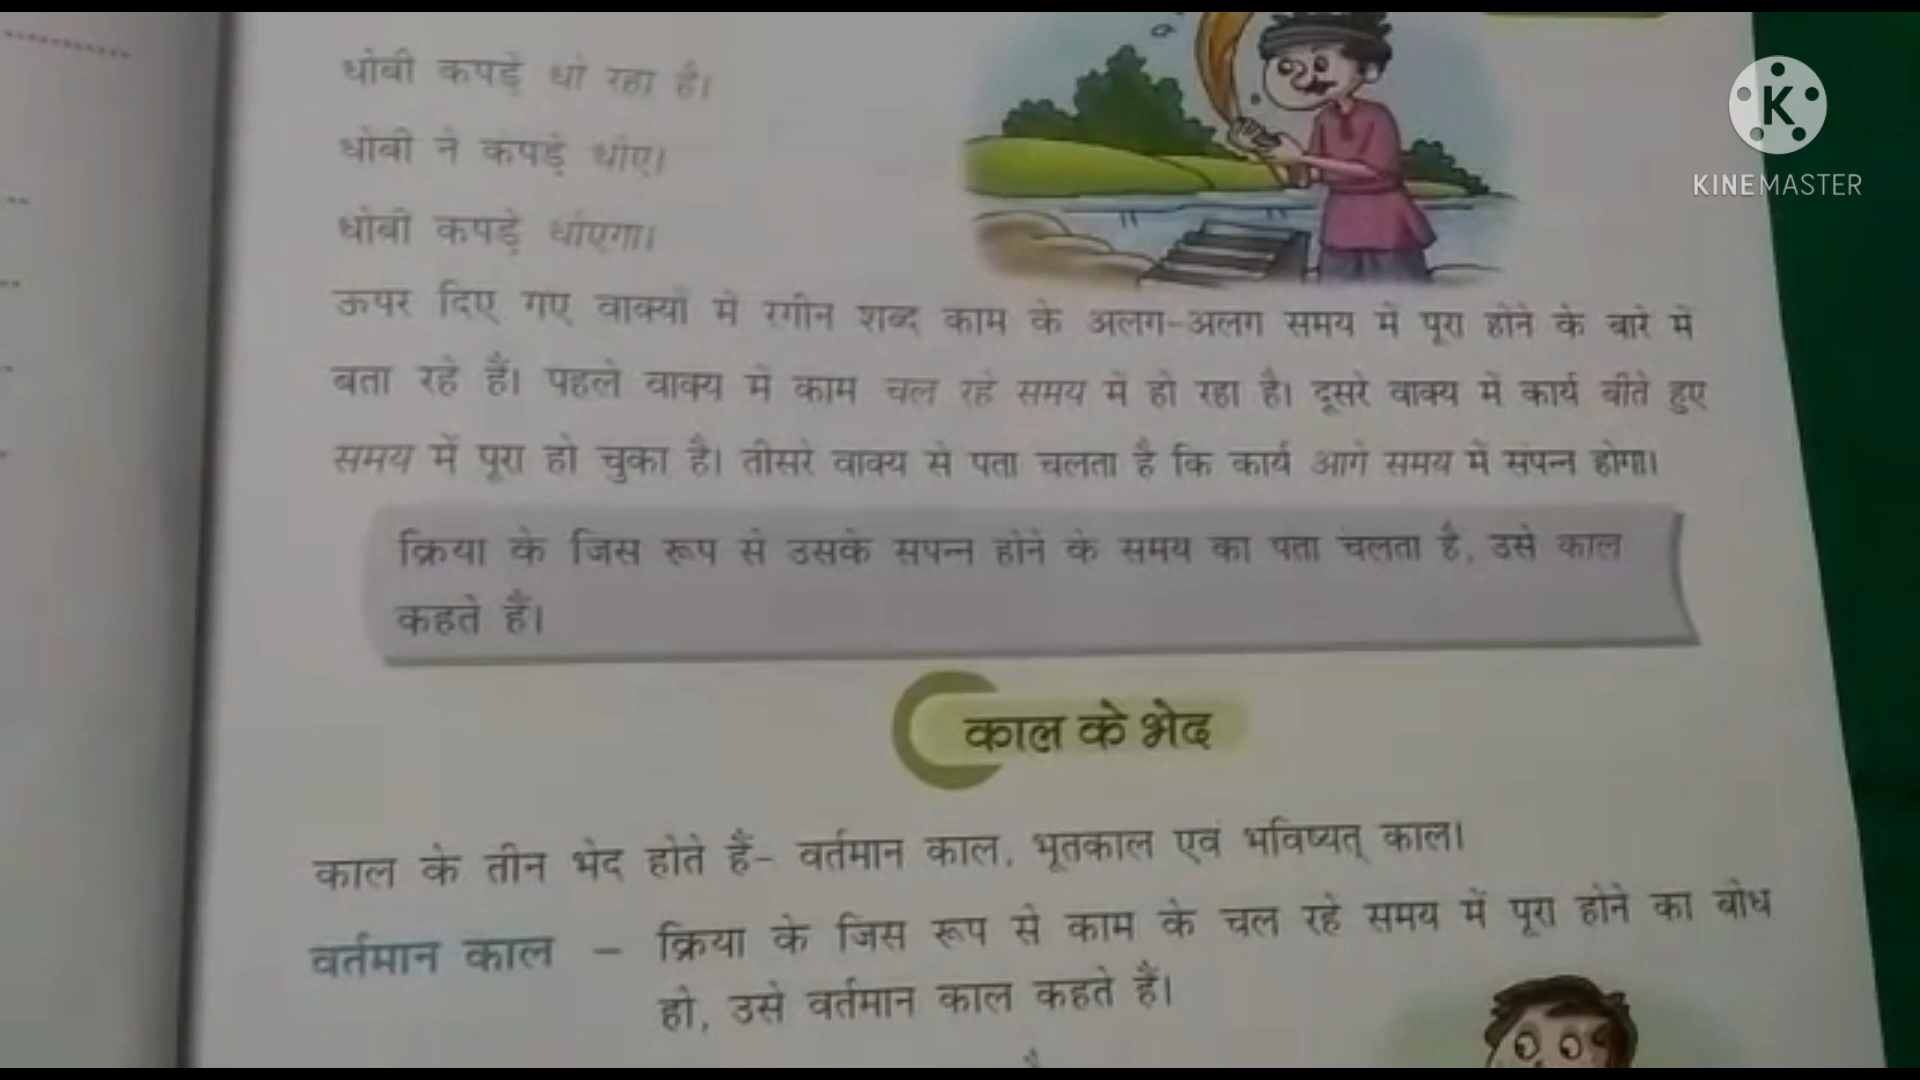 धोबी कपड़े धो रहा है।
धोबी ने कपड़े धोए।
धोबी कपड़े धोएगा।
ऊपर दिए गए वाक्यों में रंगीन शब्द काम के अलग-अलग समय में पूरा होने के बारे में
बता रहे हैं। पहले वाक्य में काम चल रहे समय में हो रहा है। दूसरे वाक्य में कार्य बीते हुए
समय में पूरा हो चुका है। तीसरे वाक्य से पता चलता है कि कार्य आगे समय में संपन्न होगा।
क्रिया के जिस रूप से उसके संपन्न होने के समय का पता चलता है, उसे काल
कहते हैं।
काल के भेद
काल के तीन भेद होते हैं- वर्तमान काल, भूतकाल एवं भविष्यत् काल।
वर्तमान काल – क्रिया के जिस रूप से काम के चल रहे समय में पूरा होने का बोध
हो, उसे वर्तमान काल कहते हैं।
K
KINEMASTER